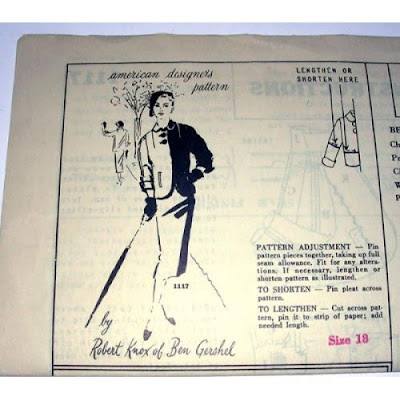 american designer's
pattern
1117
by
Robert Knox of Ben Gershel
LENGTHEN OR
SHORTEN HERE
PATTERN ADJUSTMENT — Pin
pattern pieces together, taking up full
seam allowance. Fit for any altera-
tions. If necessary, lengthen or
shorten pattern as illustrated.
TO SHORTEN — Pin pleat across
pattern.
TO LENGTHEN — Cut across pat-
tern, pin it to strip of paper; add
needed length.
Size 18